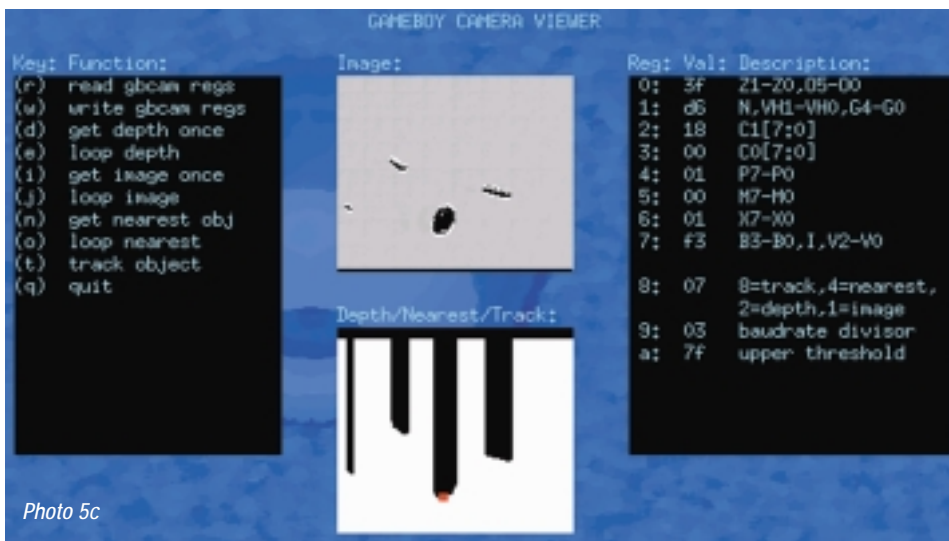 GAMEBOY CAMERA VIEWER
Key: Function:
(r) read gbcam regs
(w) write gbcam regs
(d) get depth once
(e) loop depth
(i) get image once
(j) loop image
(n) get nearest obj
(o) loop nearest
(t) track object
(q) quit
Image:
Depth/Nearest/Track:
Reg: Val: Description:
0: 3f Z1-Z0,O5-O0
1: d6 N,VH1-VH0,G4-G0
2: 18 C1[7:0]
3: 00 C0[7:0]
4: 01 P7-P0
5: 00 M7-M0
6: 01 X7-X0
7: f3 B3-B0,I,V2-V0
8: 07 8=track,4=nearest,
2=depth,1=image
9: 03 baudrate divisor
a: 7f upper threshold
Photo 5c